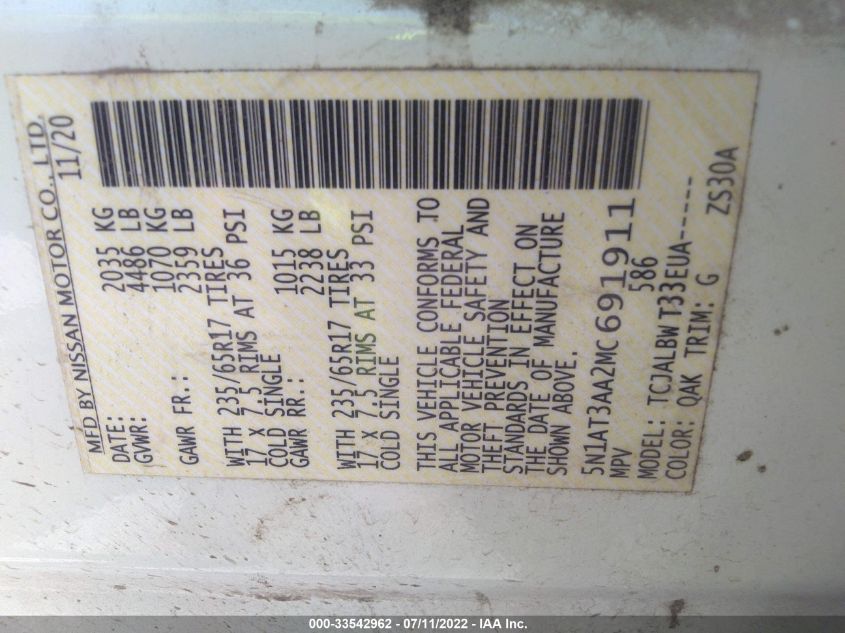 MFD BY NISSAN MOTOR CO., LTD.
DATE: 11/20
GVWR: 2035 KG
4486 LB
GAWR FR.: 1070 KG
2359 LB
WITH 235/65R17 TIRES
17 X 7.5 RIMS AT 36 PSI
COLD SINGLE
GAWR RR.: 1015 KG
2238 LB
WITH 235/65R17 TIRES
17 X 7.5 RIMS AT 33 PSI
COLD SINGLE
THIS VEHICLE CONFORMS TO
ALL APPLICABLE FEDERAL
MOTOR VEHICLE SAFETY AND
THEFT PREVENTION
STANDARDS IN EFFECT ON
THE DATE OF MANUFACTURE
SHOWN ABOVE.
5N1AT3AA2MC691911
MPV 586
MODEL: TCJALBW T33EUA------
COLOR: QAK TRIM: G ZS30A
000-33542962 - 07/11/2022 - IAA Inc.